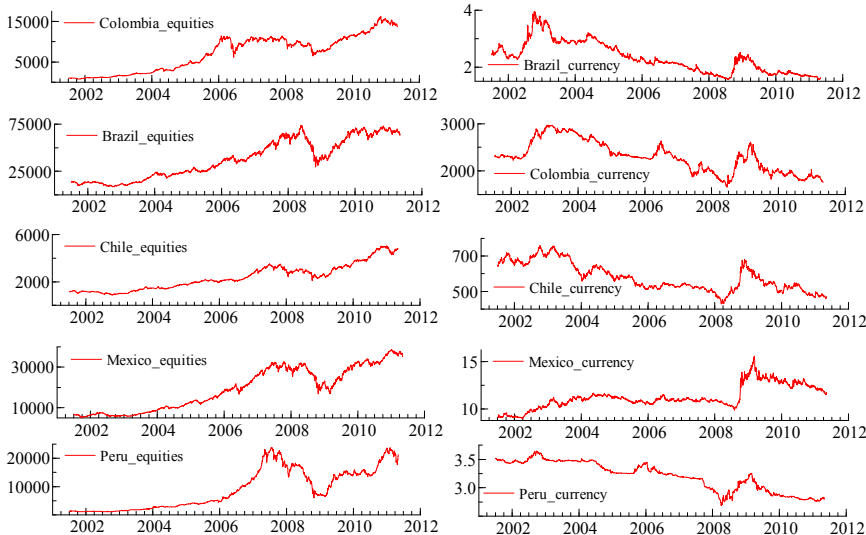 Colombia_equities
15000
5000
2002 2004 2006 2008 2010 2012
Brazil_currency
4
2
2002 2004 2006 2008 2010 2012
Brazil_equities
75000
25000
2002 2004 2006 2008 2010 2012
Colombia_currency
3000
2000
2002 2004 2006 2008 2010 2012
Chile_equities
6000
2000
2002 2004 2006 2008 2010 2012
Chile_currency
700
500
2002 2004 2006 2008 2010 2012
Mexico_equities
30000
10000
2002 2004 2006 2008 2010 2012
Mexico_currency
15
10
2002 2004 2006 2008 2010 2012
Peru_equities
20000
10000
2002 2004 2006 2008 2010 2012
Peru_currency
3.5
3.0
2002 2004 2006 2008 2010 2012